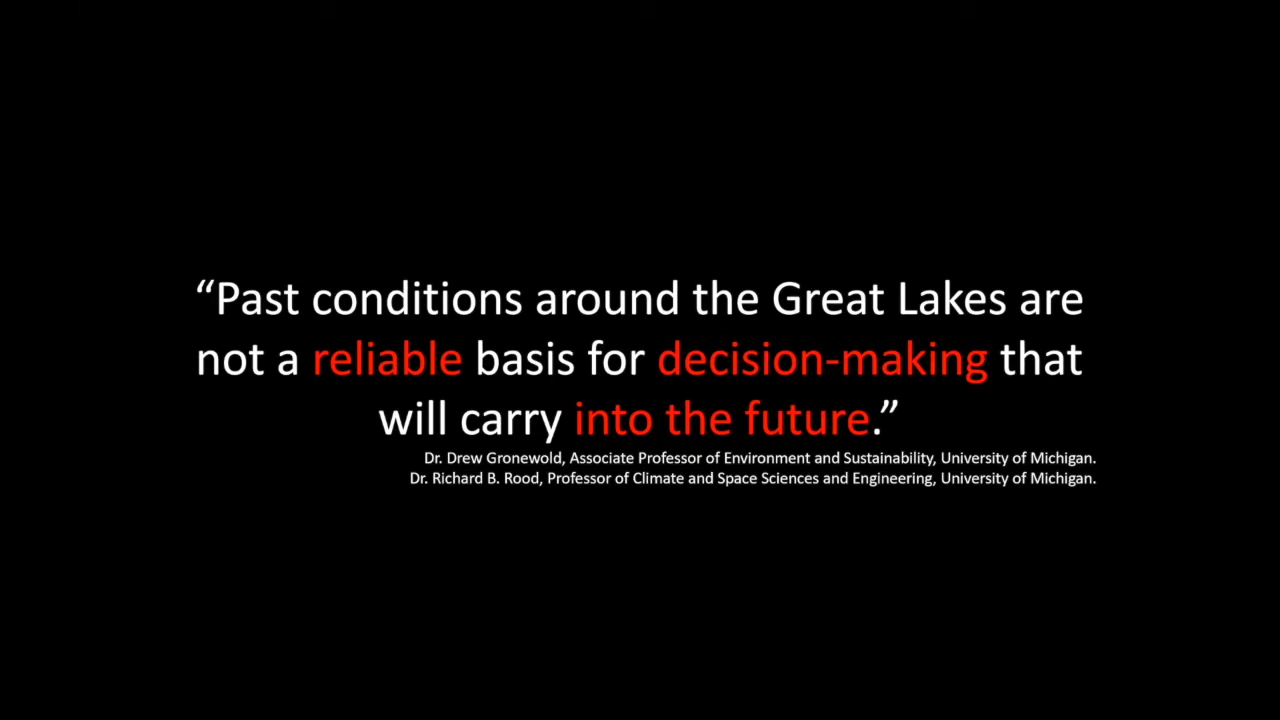 “Past conditions around the Great Lakes are
not a reliable basis for decision-making that
will carry into the future.”
Dr. Drew Gronewold, Associate Professor of Environment and Sustainability, University of Michigan.
Dr. Richard B. Rood, Professor of Climate and Space Sciences and Engineering, University of Michigan.